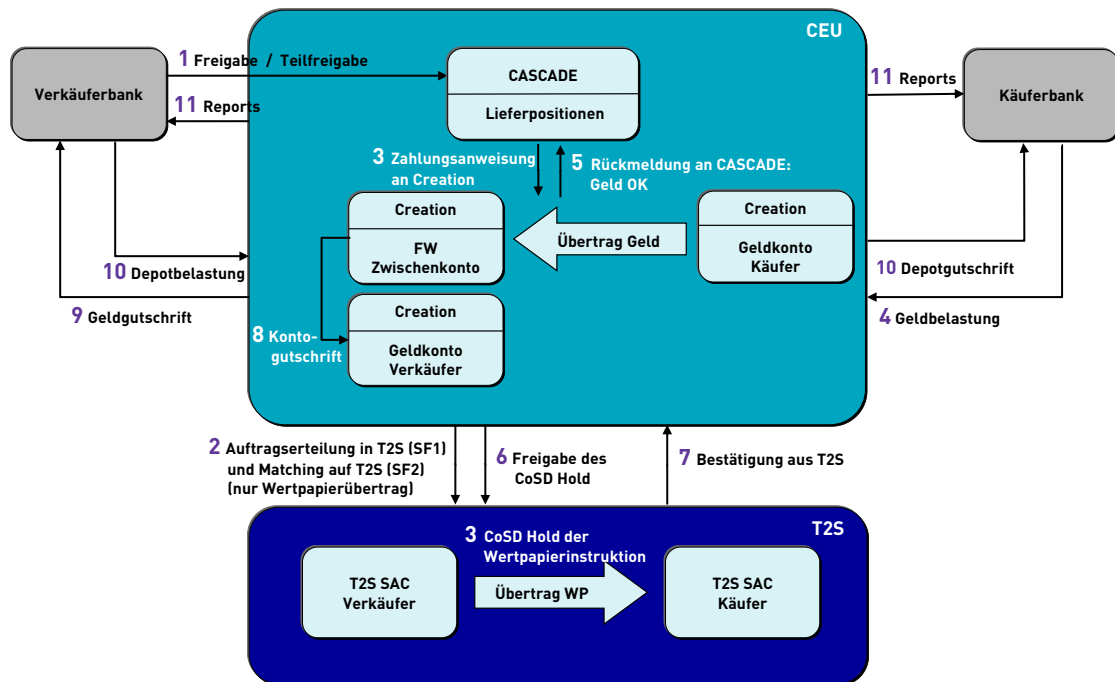 CEU
1 Freigabe / Teilfreigabe
Verkäuferbank
11 Reports
CASCADE
Lieferpositionen
11 Reports
Käuferbank
3 Zahlungsanweisung
an Creation
5 Rückmeldung an CASCADE:
Geld OK
Creation
FW
Zwischenkonto
Übertrag Geld
Creation
Geldkonto
Käufer
10 Depotbelastung
10 Depotgutschrift
9 Geldgutschrift
4 Geldbelastung
8 Konto-
gutschrift
Creation
Geldkonto
Verkäufer
2 Auftragserteilung in T2S (SF1)
und Matching auf T2S (SF2)
(nur Wertpapierübertrag)
6 Freigabe des
CoSD Hold
7 Bestätigung aus T2S
T2S
3 CoSD Hold der
Wertpapierinstruktion
T2S SAC
Verkäufer
Übertrag WP
T2S SAC
Käufer